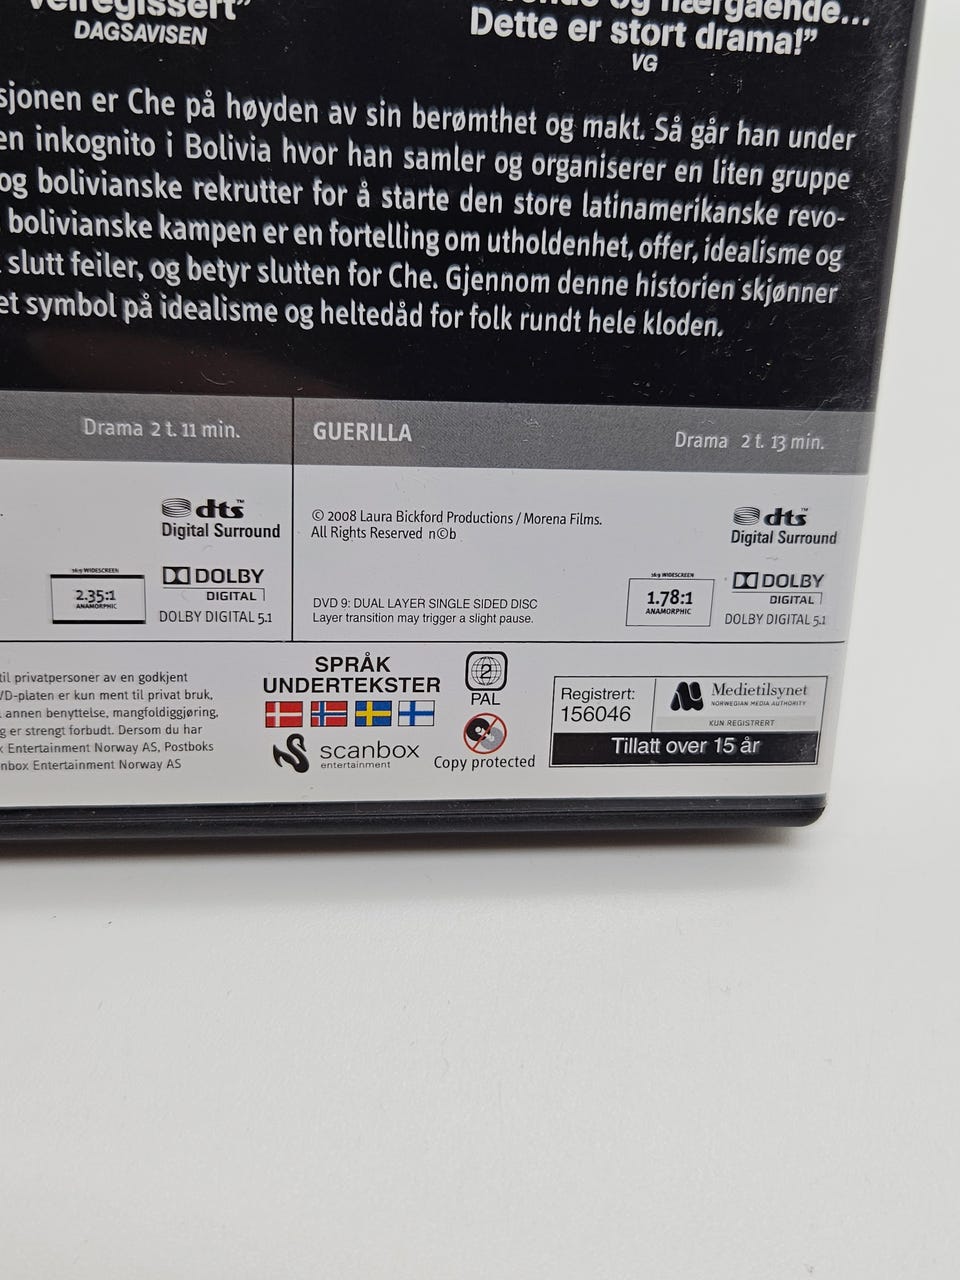 velregissert”
DAGSAVISEN
og nærgående...
Dette er stort drama!”
VG
sjonen er Che på høyden av sin berømthet og makt. Så går han under
en inkognito i Bolivia hvor han samler og organiserer en liten gruppe
og bolivianske rekrutter for å starte den store latinamerikanske revo-
bolivianske kampen er en fortelling om utholdenhet, offer, idealisme og
slutt feiler, og betyr slutten for Che. Gjennom denne historien skjønner
et symbol på idealisme og heltedåd for folk rundt hele kloden.
Drama 2 t. 11 min.
dts™
Digital Surround
16:9 WIDESCREEN
2.35:1
ANAMORPHIC
DOLBY
DIGITAL
DOLBY DIGITAL 5.1
GUERILLA
Drama 2 t. 13 min.
© 2008 Laura Bickford Productions / Morena Films.
All Rights Reserved n©b
dts™
Digital Surround
DVD 9: DUAL LAYER SINGLE SIDED DISC
Layer transition may trigger a slight pause.
16:9 WIDESCREEN
1.78:1
ANAMORPHIC
DOLBY
DIGITAL
DOLBY DIGITAL 5.1
til privatpersoner av en godkjent
VD-platen er kun ment til privat bruk,
annen benyttelse, mangfoldiggjøring,
g er strengt forbudt. Dersom du har
x Entertainment Norway AS, Postboks
nbox Entertainment Norway AS
SPRÅK
UNDERTEKSTER
scanbox
entertainment
2
PAL
Copy protected
Registrert:
156046
Medietilsynet
NORWEGIAN MEDIA AUTHORITY
KUN REGISTRERT
Tillatt over 15 år